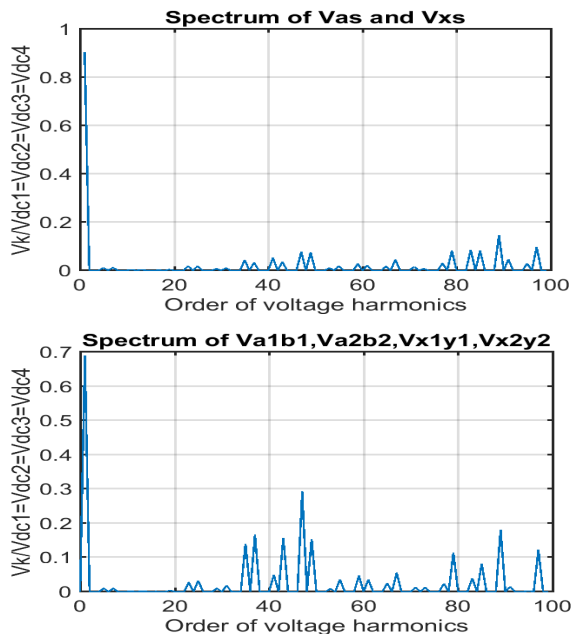 Spectrum of Vas and Vxs
Vk/Vdc1=Vdc2=Vdc3=Vdc4
1
0.8
0.6
0.4
0.2
0
0 20 40 60 80 100
Order of voltage harmonics
Spectrum of Va1b1,Va2b2,Vx1y1,Vx2y2
Vk/Vdc1=Vdc2=Vdc3=Vdc4
0.7
0.6
0.5
0.4
0.3
0.2
0.1
0
0 20 40 60 80 100
Order of voltage harmonics